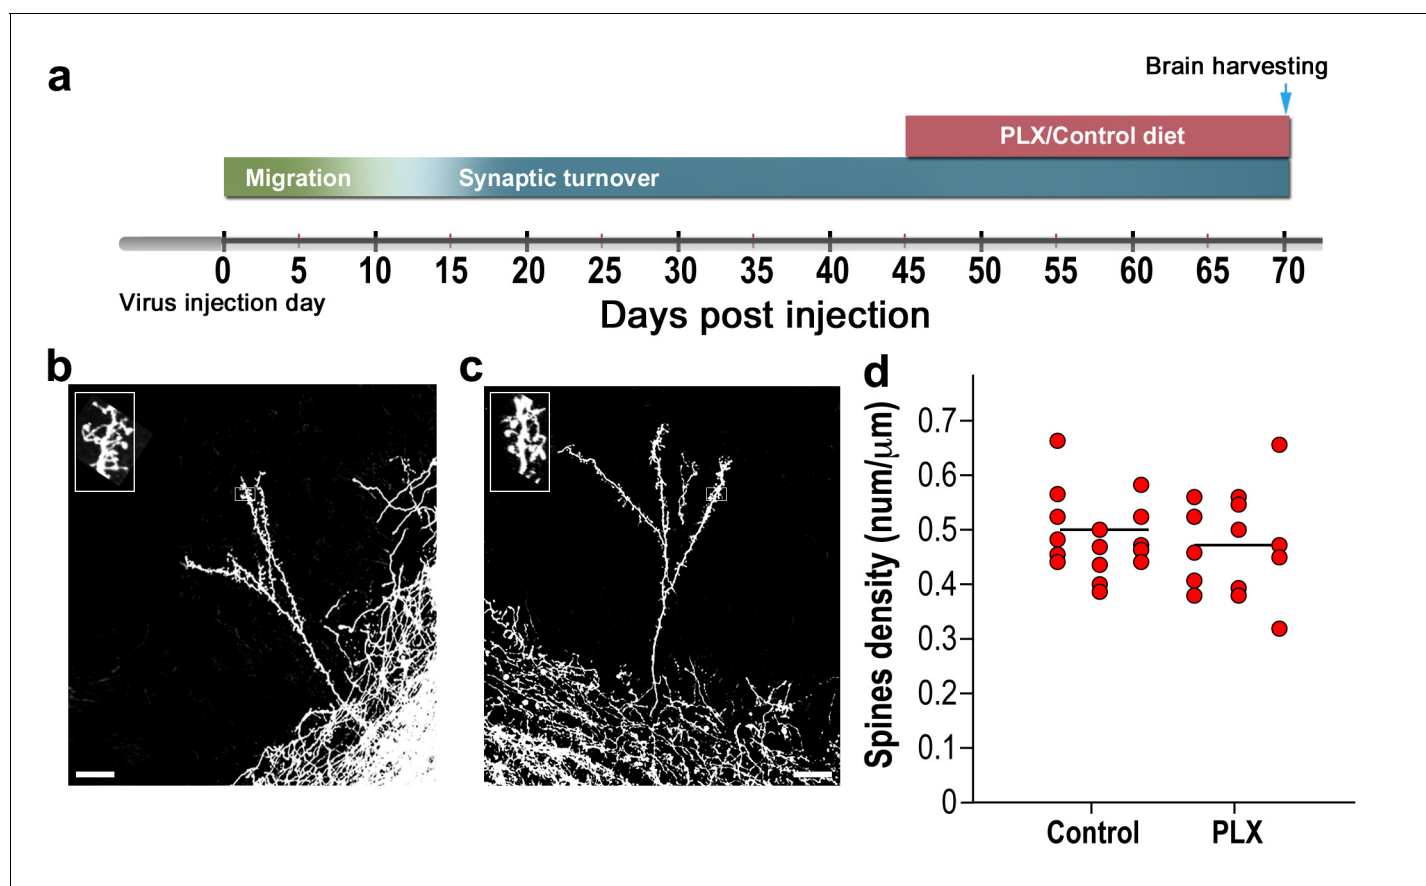 a
Brain harvesting
PLX/Control diet
Migration
Synaptic turnover
0 5 10 15 20 25 30 35 40 45 50 55 60 65 70
Virus injection day
Days post injection
b
c
d
Spines density (num/μm)
0.7
0.6
0.5
0.4
0.3
0.2
0.1
0
Control
PLX